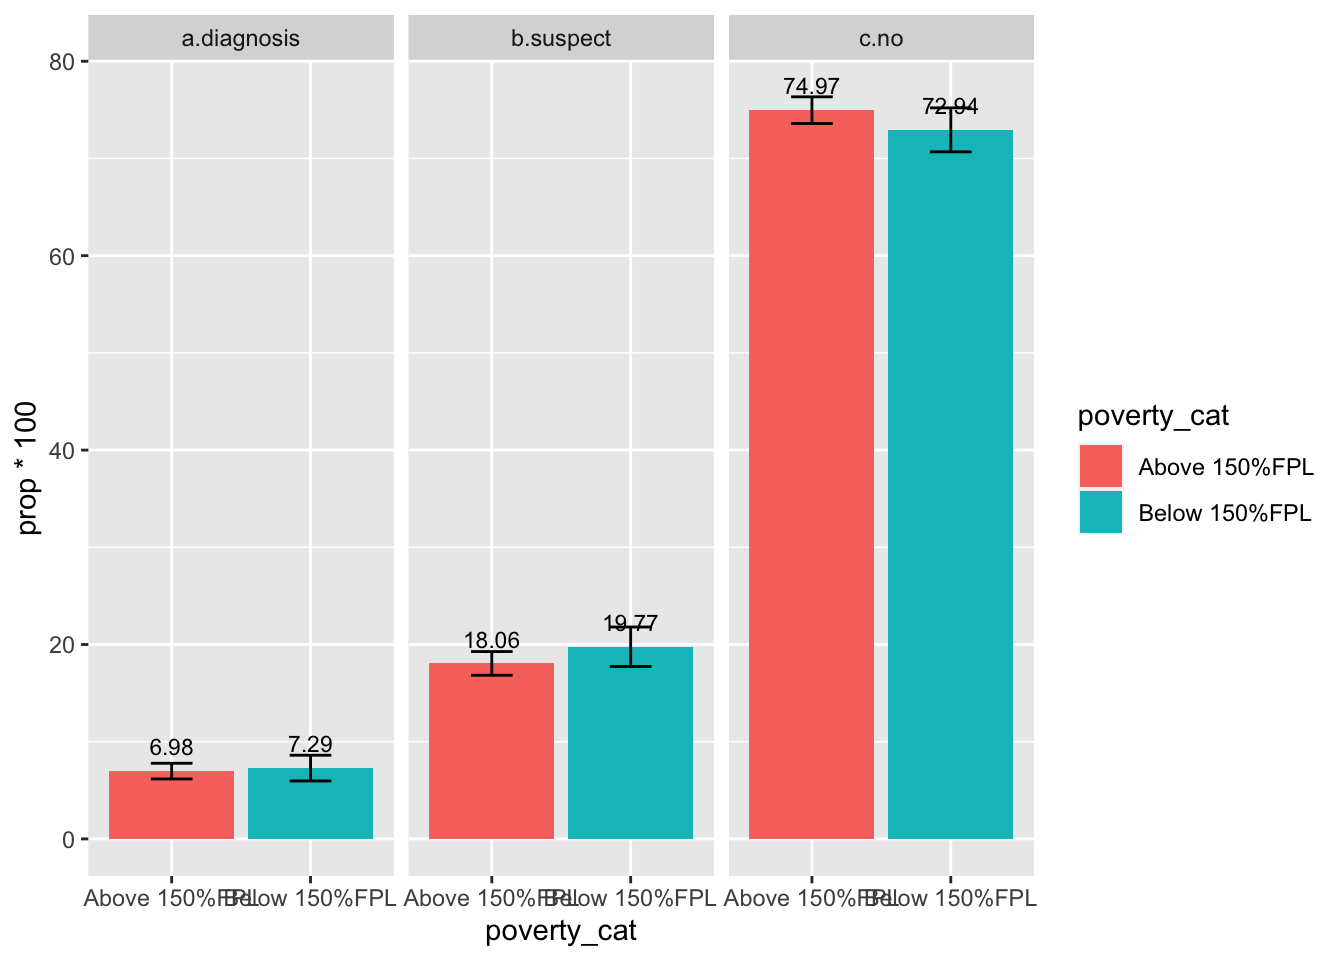 a.diagnosis
b.suspect
c.no
80
60
40
20
0
prop * 100
6.98
7.29
18.06
19.77
74.97
72.94
Above 150%FPL
Below 150%FPL
Above 150%FPL
Below 150%FPL
Above 150%FPL
Below 150%FPL
poverty_cat
poverty_cat
Above 150%FPL
Below 150%FPL